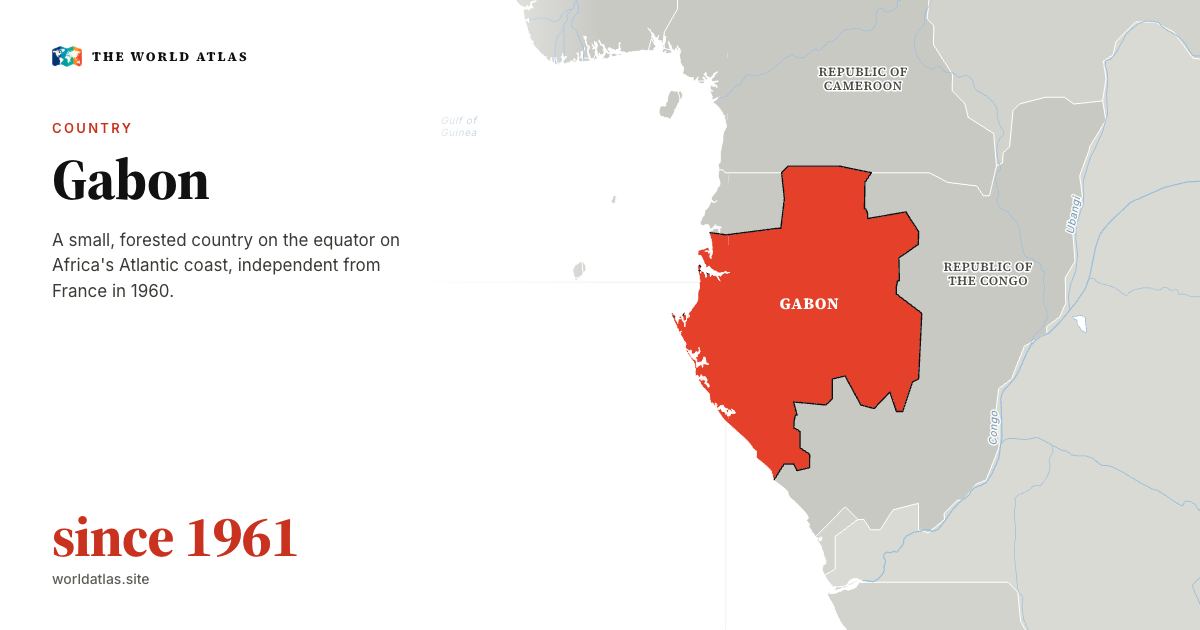 THE WORLD ATLAS
COUNTRY
Gabon
A small, forested country on the equator on
Africa's Atlantic coast, independent from
France in 1960.
since 1961
worldatlas.site
Gulf of
Guinea
REPUBLIC OF
CAMEROON
Ubangi
REPUBLIC OF
THE CONGO
GABON
Congo